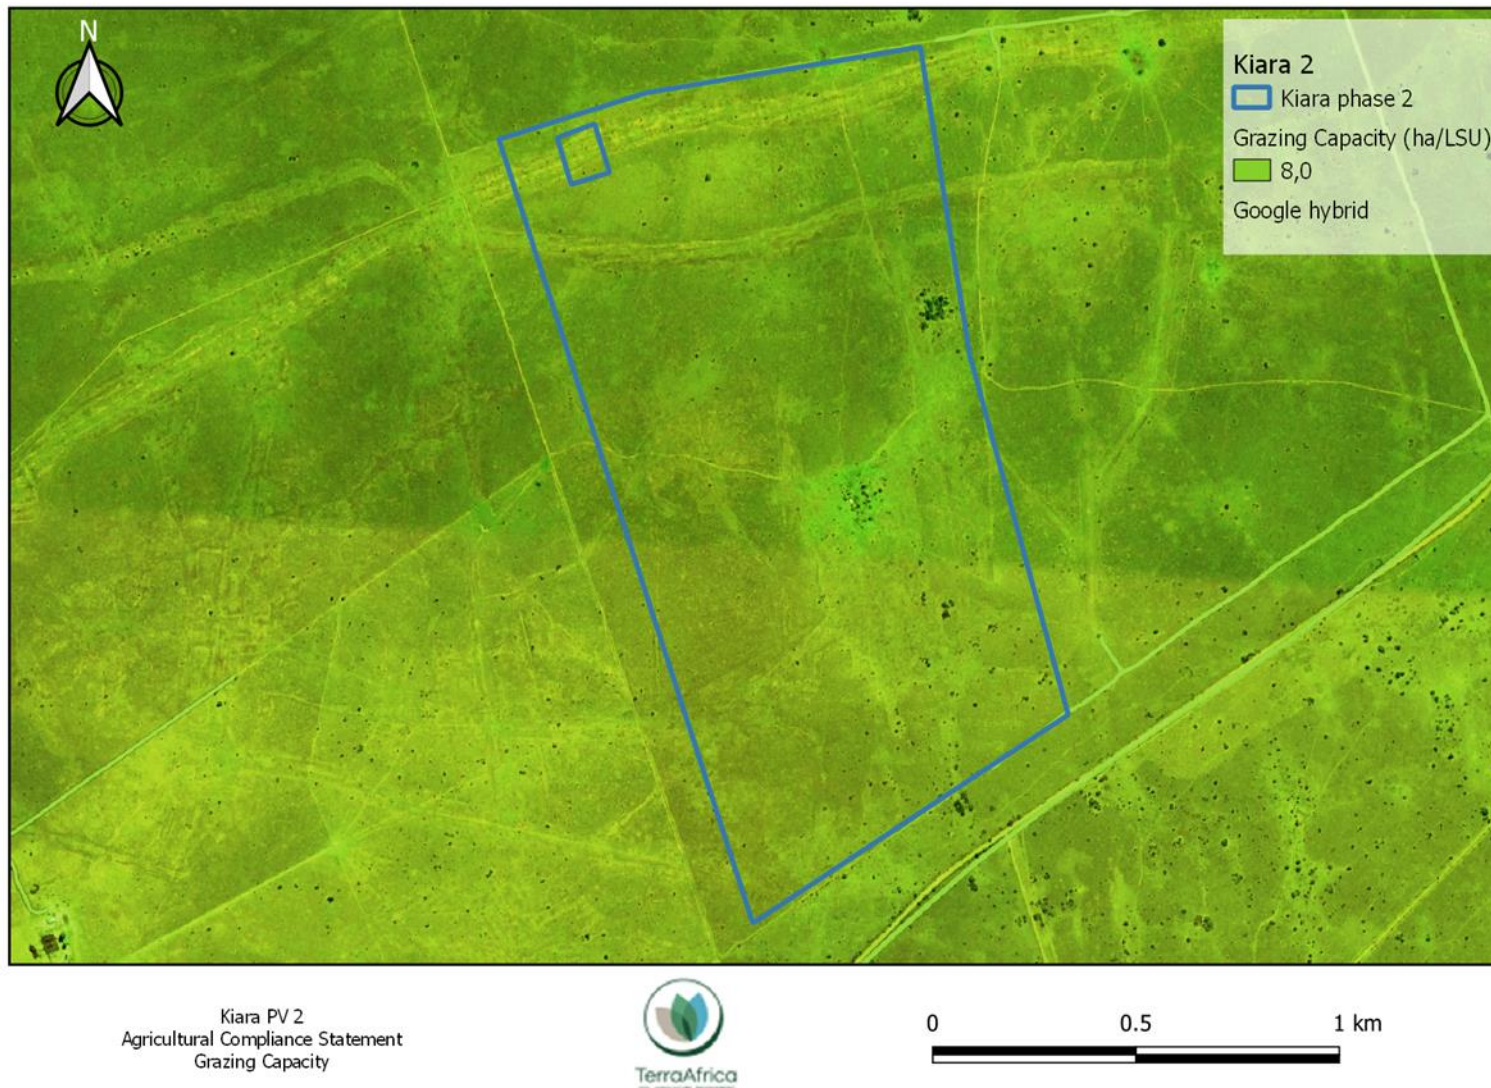 N
Kiara 2
Kiara phase 2
Grazing Capacity (ha/LSU)
8,0
Google hybrid
Kiara PV 2
Agricultural Compliance Statement
Grazing Capacity
TerraAfrica
0 0.5 1 km